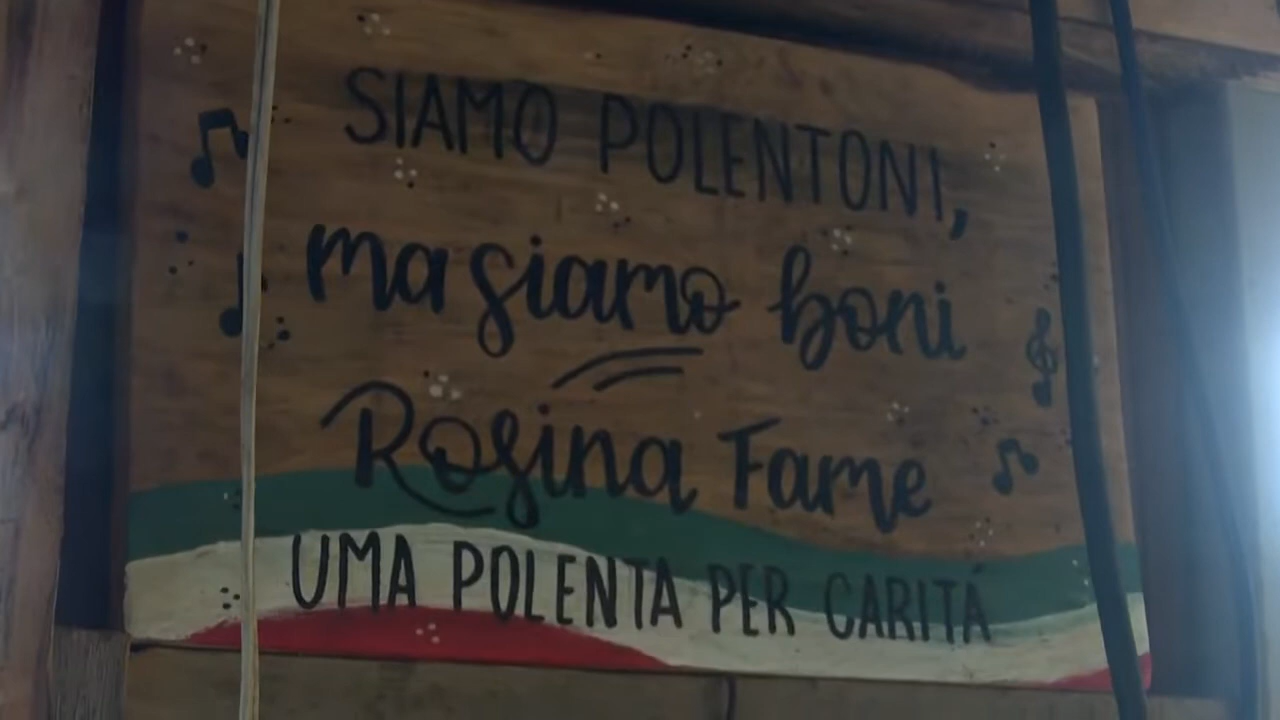 SIAMO POLENTONI,
ma siamo boni
Rosina Fame
UMA POLENTA PER CARITÁ